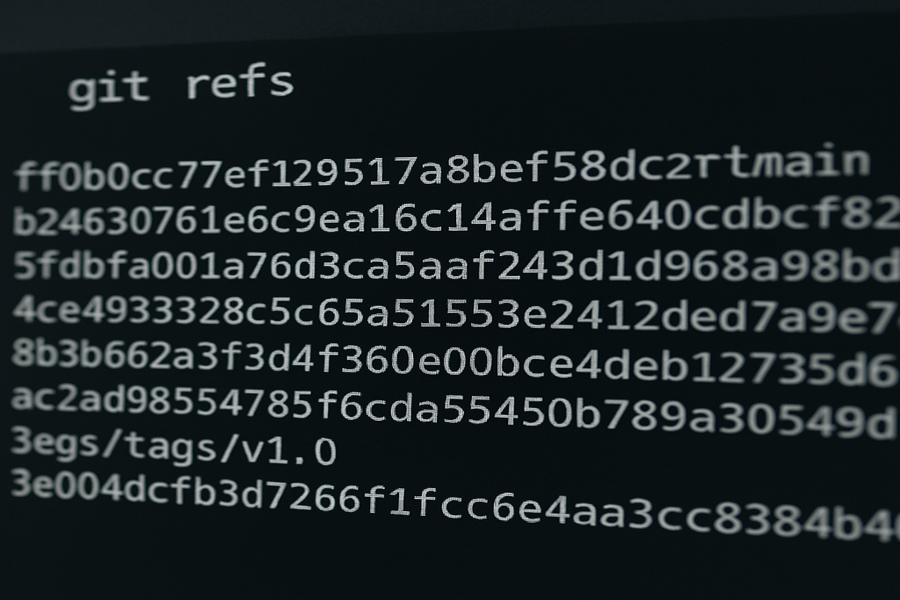 git refs
ff0b0cc77ef129517a8bef58dc2rtmain
b24630761e6c9ea16c14affe640cdbcf82
5fdbfa001a76d3ca5aaf243d1d968a98bd
4ce4933328c5c65a51553e2412ded7a9e7
8b3b662a3f3d4f360e00bce4deb12735d6
ac2ad98554785f6cda55450b789a30549d
3egs/tags/v1.0
3e004dcfb3d7266f1fcc6e4aa3cc8384b4